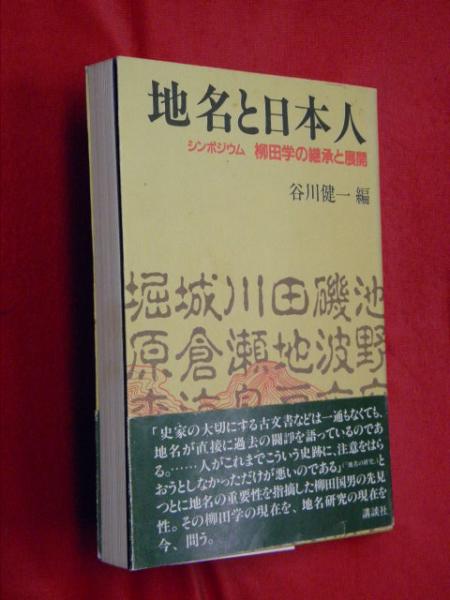 地名と日本人
シンポジウム 柳田学の継承と展開
谷川健一 編
堀城川田磯池
原倉瀬地波野
「史家の大切にする古文書などは一通もなくても、
地名が直接に過去の闘諍を語っているのであ
る。……人がこれまでこういう史跡に、注意をはら
おうとしなかっただけが悪いのである」(『地名の研究』)と
つとに地名の重要性を指摘した柳田国男の先見
性。その柳田学の現在を、地名研究の現在を
今、問う。
講談社